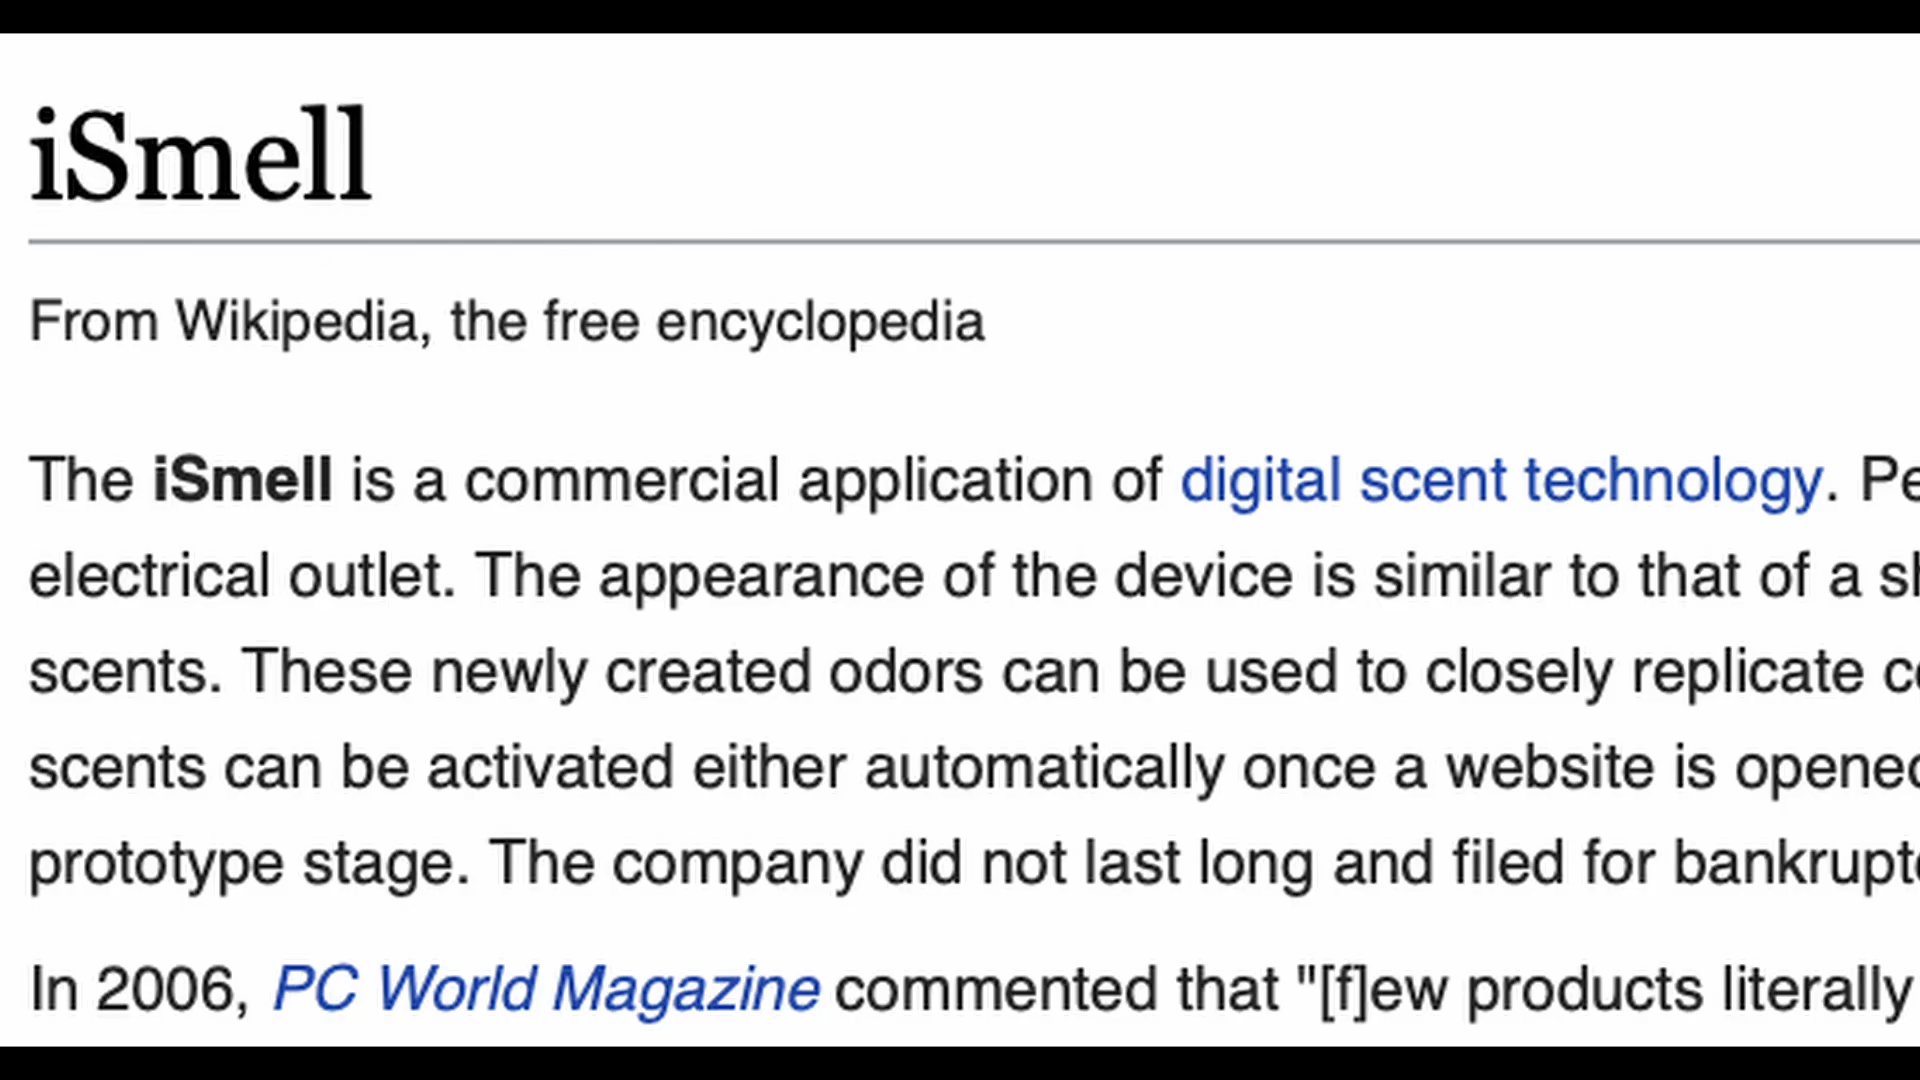 iSmell
From Wikipedia, the free encyclopedia
The iSmell is a commercial application of digital scent technology.
electrical outlet. The appearance of the device is similar to that of a
scents. These newly created odors can be used to closely replicate
scents can be activated either automatically once a website is opened
prototype stage. The company did not last long and filed for
In 2006, PC World Magazine commented that "[f]ew products literally